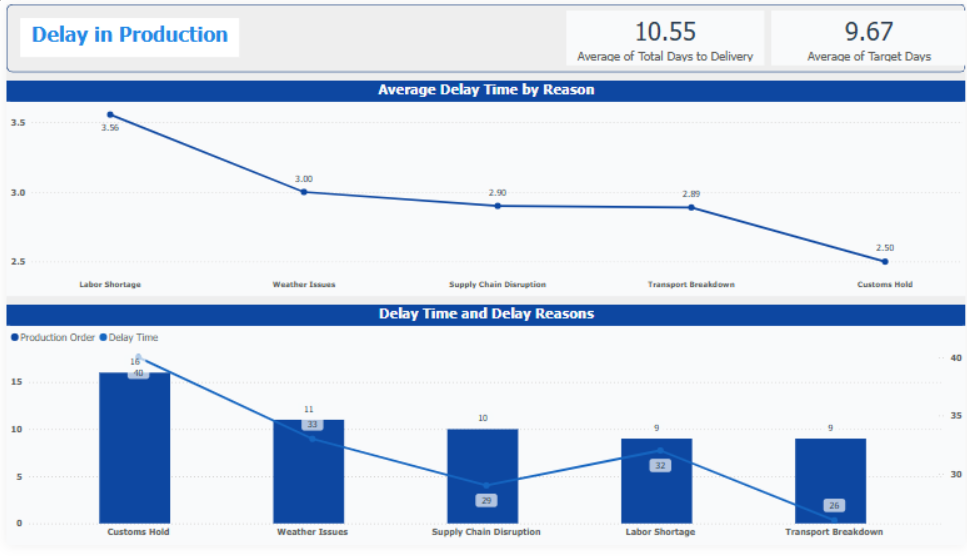 Delay in Production
10.55
Average of Total Days to Delivery
9.67
Average of Target Days
Average Delay Time by Reason
3.5
3.0
2.5
3.56
3.00
2.90
2.89
2.50
Labor Shortage
Weather Issues
Supply Chain Disruption
Transport Breakdown
Customs Hold
Delay Time and Delay Reasons
Production Order
Delay Time
15
10
5
0
16
40
11
33
10
29
9
32
9
26
40
35
30
Customs Hold
Weather Issues
Supply Chain Disruption
Labor Shortage
Transport Breakdown